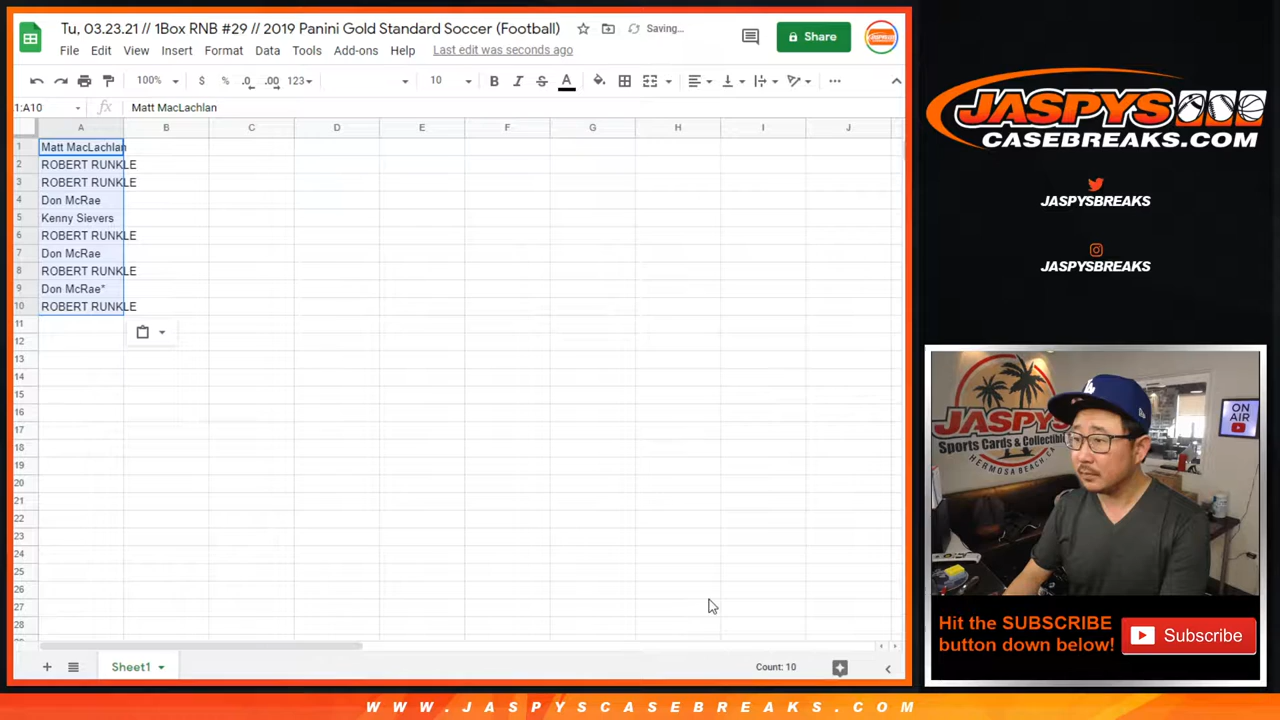 Tu, 03.23.21 // 1Box RNB #29 // 2019 Panini Gold Standard Soccer (Football)
Saving...
Share
File Edit View Insert Format Data Tools Add-ons Help Last edit was seconds ago
100% $ % .0 .00 123 10 B I S A
1:A10 fx Matt MacLachlan
A B C D E F G H I J
1 Matt MacLachlan
2 ROBERT RUNKLE
3 ROBERT RUNKLE
4 Don McRae
5 Kenny Sievers
6 ROBERT RUNKLE
7 Don McRae
8 ROBERT RUNKLE
9 Don McRae*
10 ROBERT RUNKLE
11
12
13
14
15
16
17
18
19
20
21
22
23
24
25
26
27
28
Sheet1
Count: 10
JASPYS
CASEBREAKS.COM
JASPYSBREAKS
JASPYSBREAKS
JASPYS
Sports Cards & Collectible
HERMOSA BEACH, CA
ON AIR
Hit the SUBSCRIBE
button down below!
Subscribe
WWW.JASPYSCASEBREAKS.COM